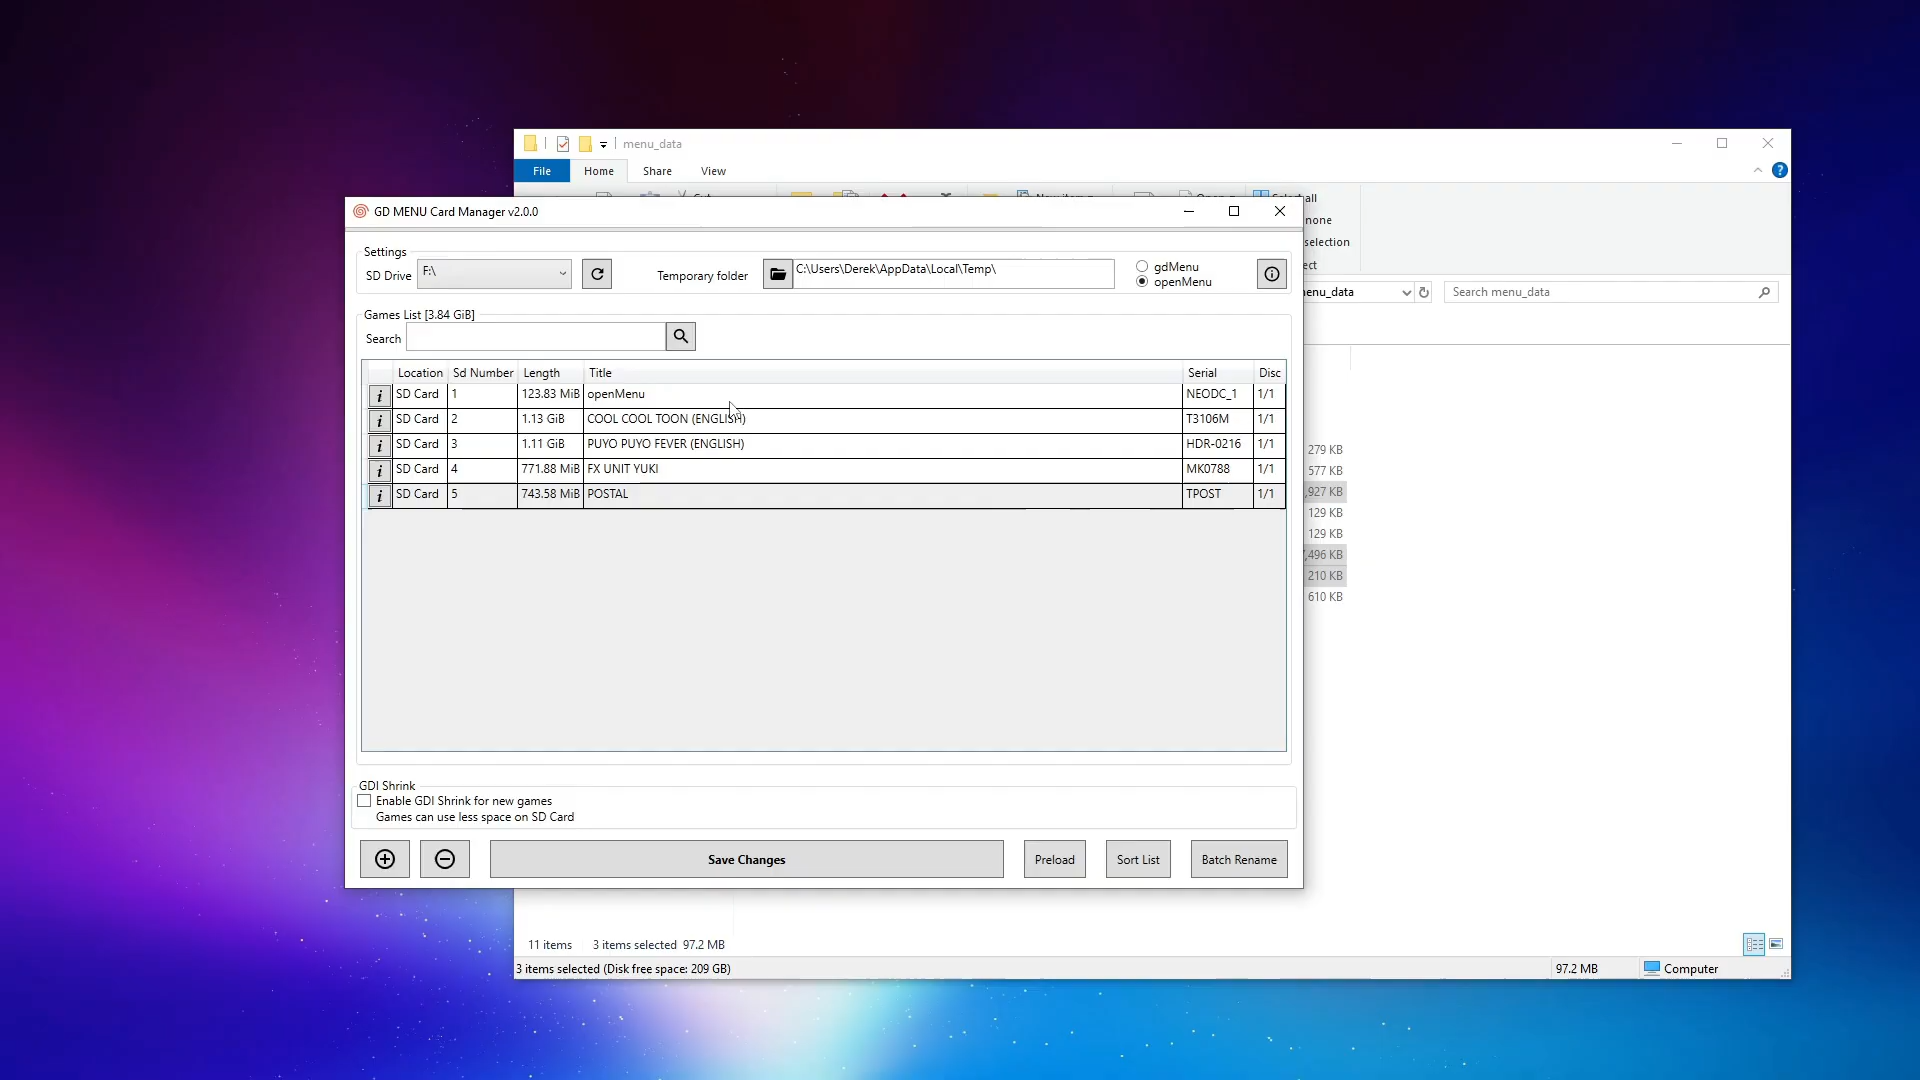 menu_data
File Home Share View
GD MENU Card Manager v2.0.0
none
selection
Settings
SD Drive F:\ Temporary folder C:\Users\Derek\AppData\Local\Temp\ gdMenu
openMenu
Search menu_data
Games List [3.84 GiB]
Search
Location Sd Number Length Title Serial Disc
i SD Card 1 123.83 MiB openMenu NEODC_1 1/1
i SD Card 2 1.13 GiB COOL COOL TOON (ENGLISH) T3106M 1/1
i SD Card 3 1.11 GiB PUYO PUYO FEVER (ENGLISH) HDR-0216 1/1
i SD Card 4 771.88 MiB FX UNIT YUKI MK0788 1/1
i SD Card 5 743.58 MiB POSTAL TPOST 1/1
279 KB
577 KB
,927 KB
129 KB
129 KB
,496 KB
210 KB
610 KB
GDI Shrink
Enable GDI Shrink for new games
Games can use less space on SD Card
Save Changes Preload Sort List Batch Rename
11 items 3 items selected 97.2 MB
3 items selected (Disk free space: 209 GB) 97.2 MB Computer